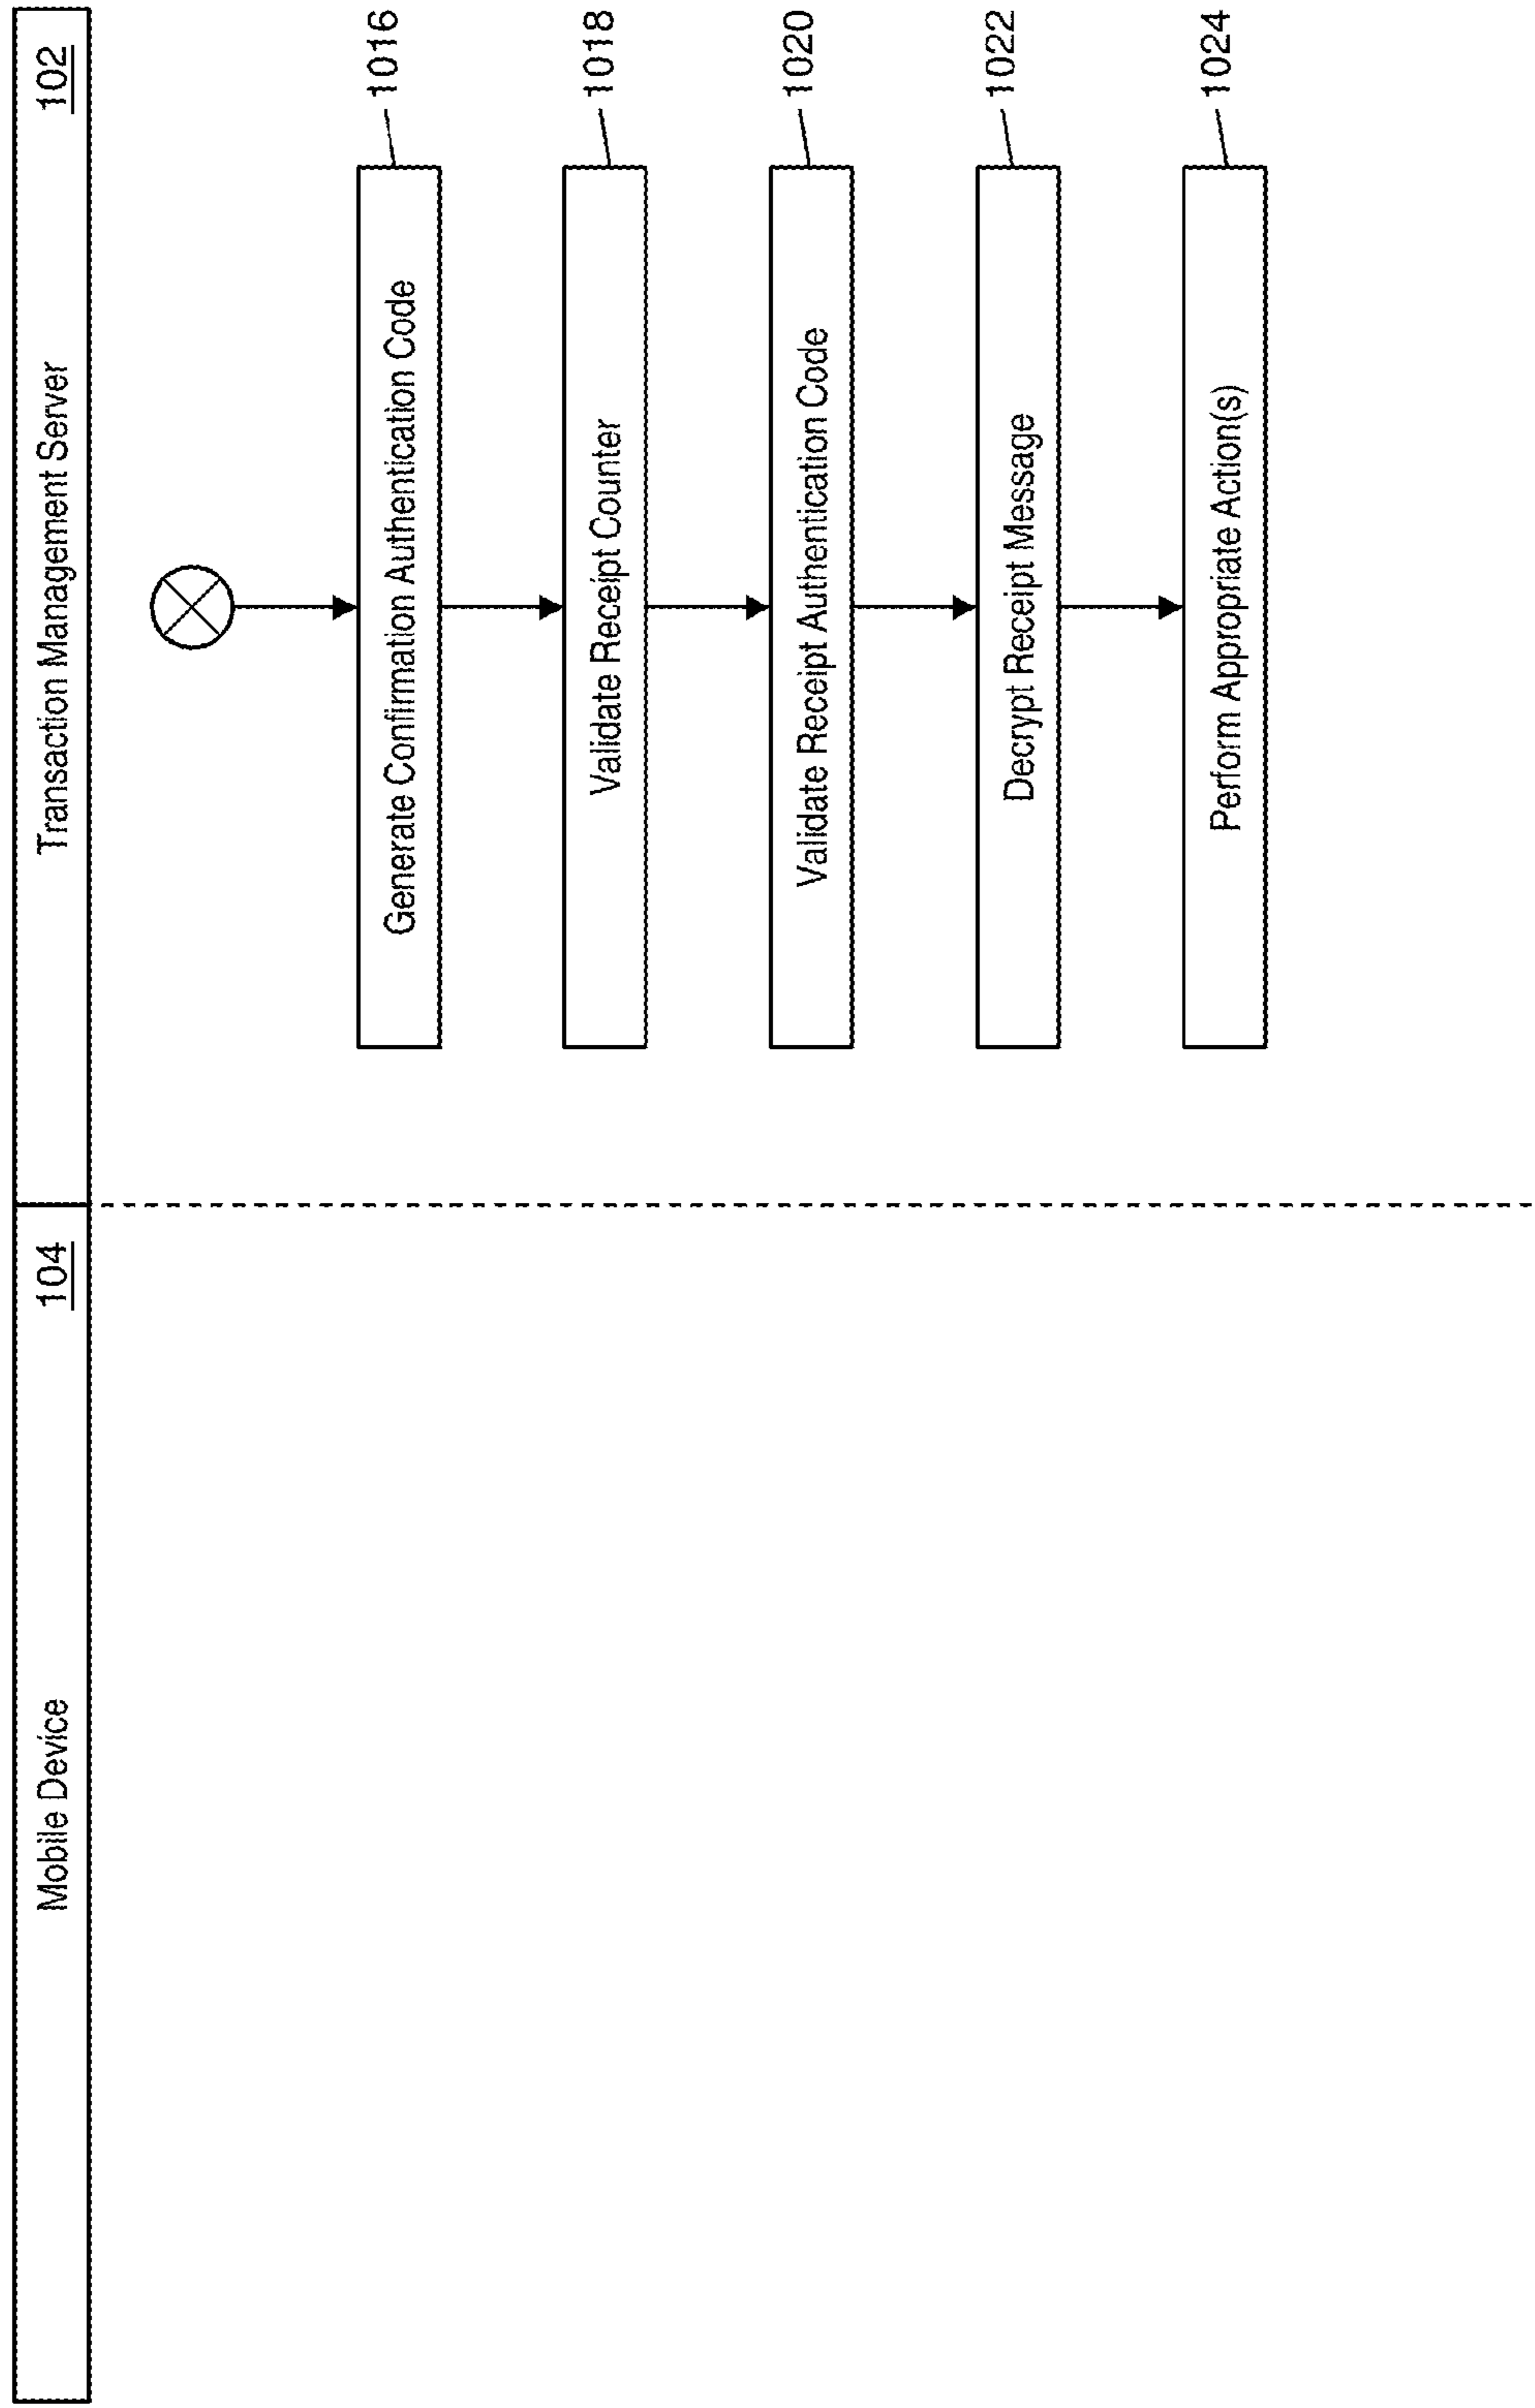 Mobile Device
104
Transaction Management Server
102
Generate Confirmation Authentication Code
1016
Validate Receipt Counter
1018
Validate Receipt Authentication Code
1020
Decrypt Receipt Message
1022
Perform Appropriate Action(s)
1024